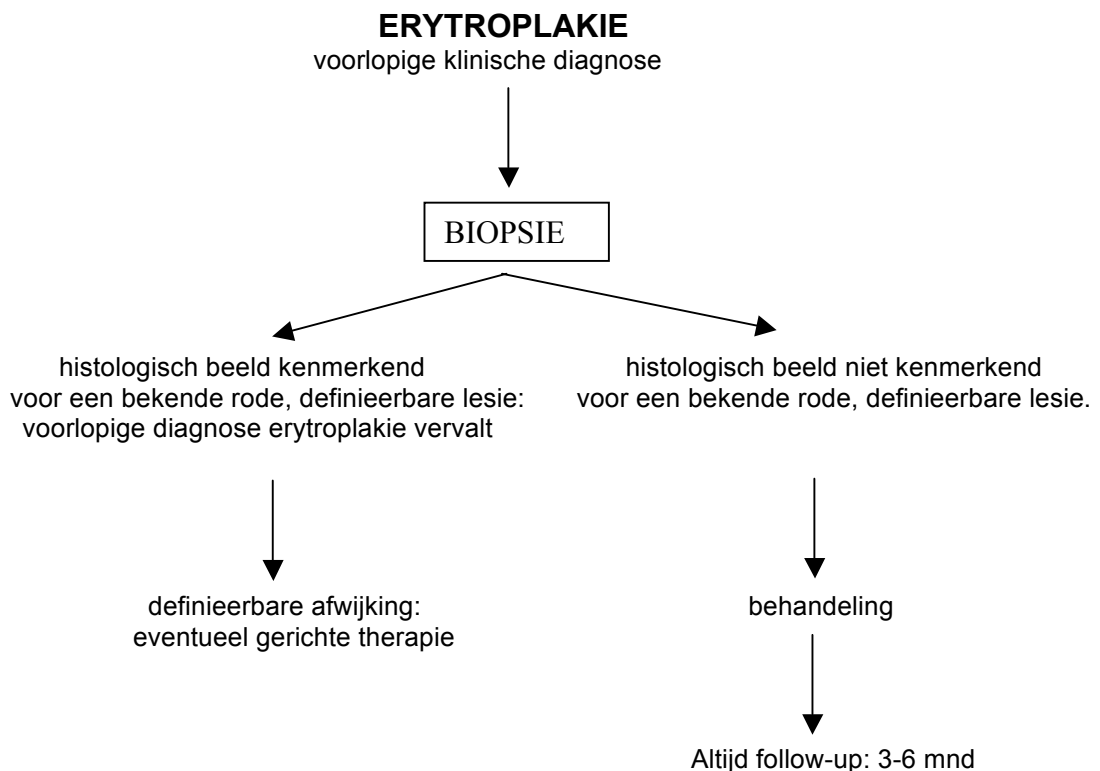 ERYTROPLAKIE
voorlopige klinische diagnose
BIOPSIE
histologisch beeld kenmerkend
voor een bekende rode, definieerbare lesie:
voorlopige diagnose erytroplakie vervalt
histologisch beeld niet kenmerkend
voor een bekende rode, definieerbare lesie.
definieerbare afwijking:
eventueel gerichte therapie
behandeling
Altijd follow-up: 3-6 mnd